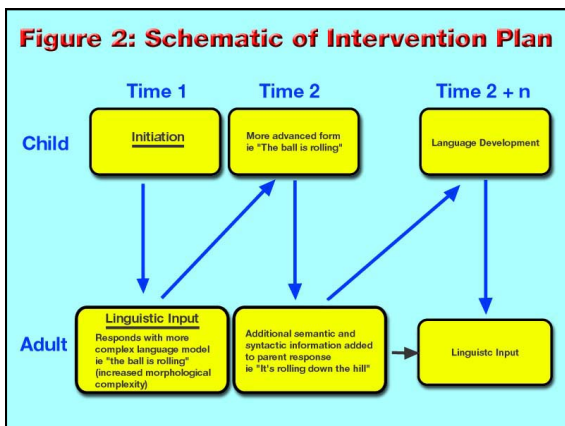 Figure 2: Schematic of Intervention Plan
Time 1
Time 2
Time 2 + n
Child
Initiation
More advanced form
ie "The ball is rolling"
Language Development
Adult
Linguistic Input
Responds with more
complex language model
ie "the ball is rolling"
(increased morphological
complexity)
Additional semantic and
syntactic information added
to parent response
ie "It's rolling down the hill"
Linguistc Input